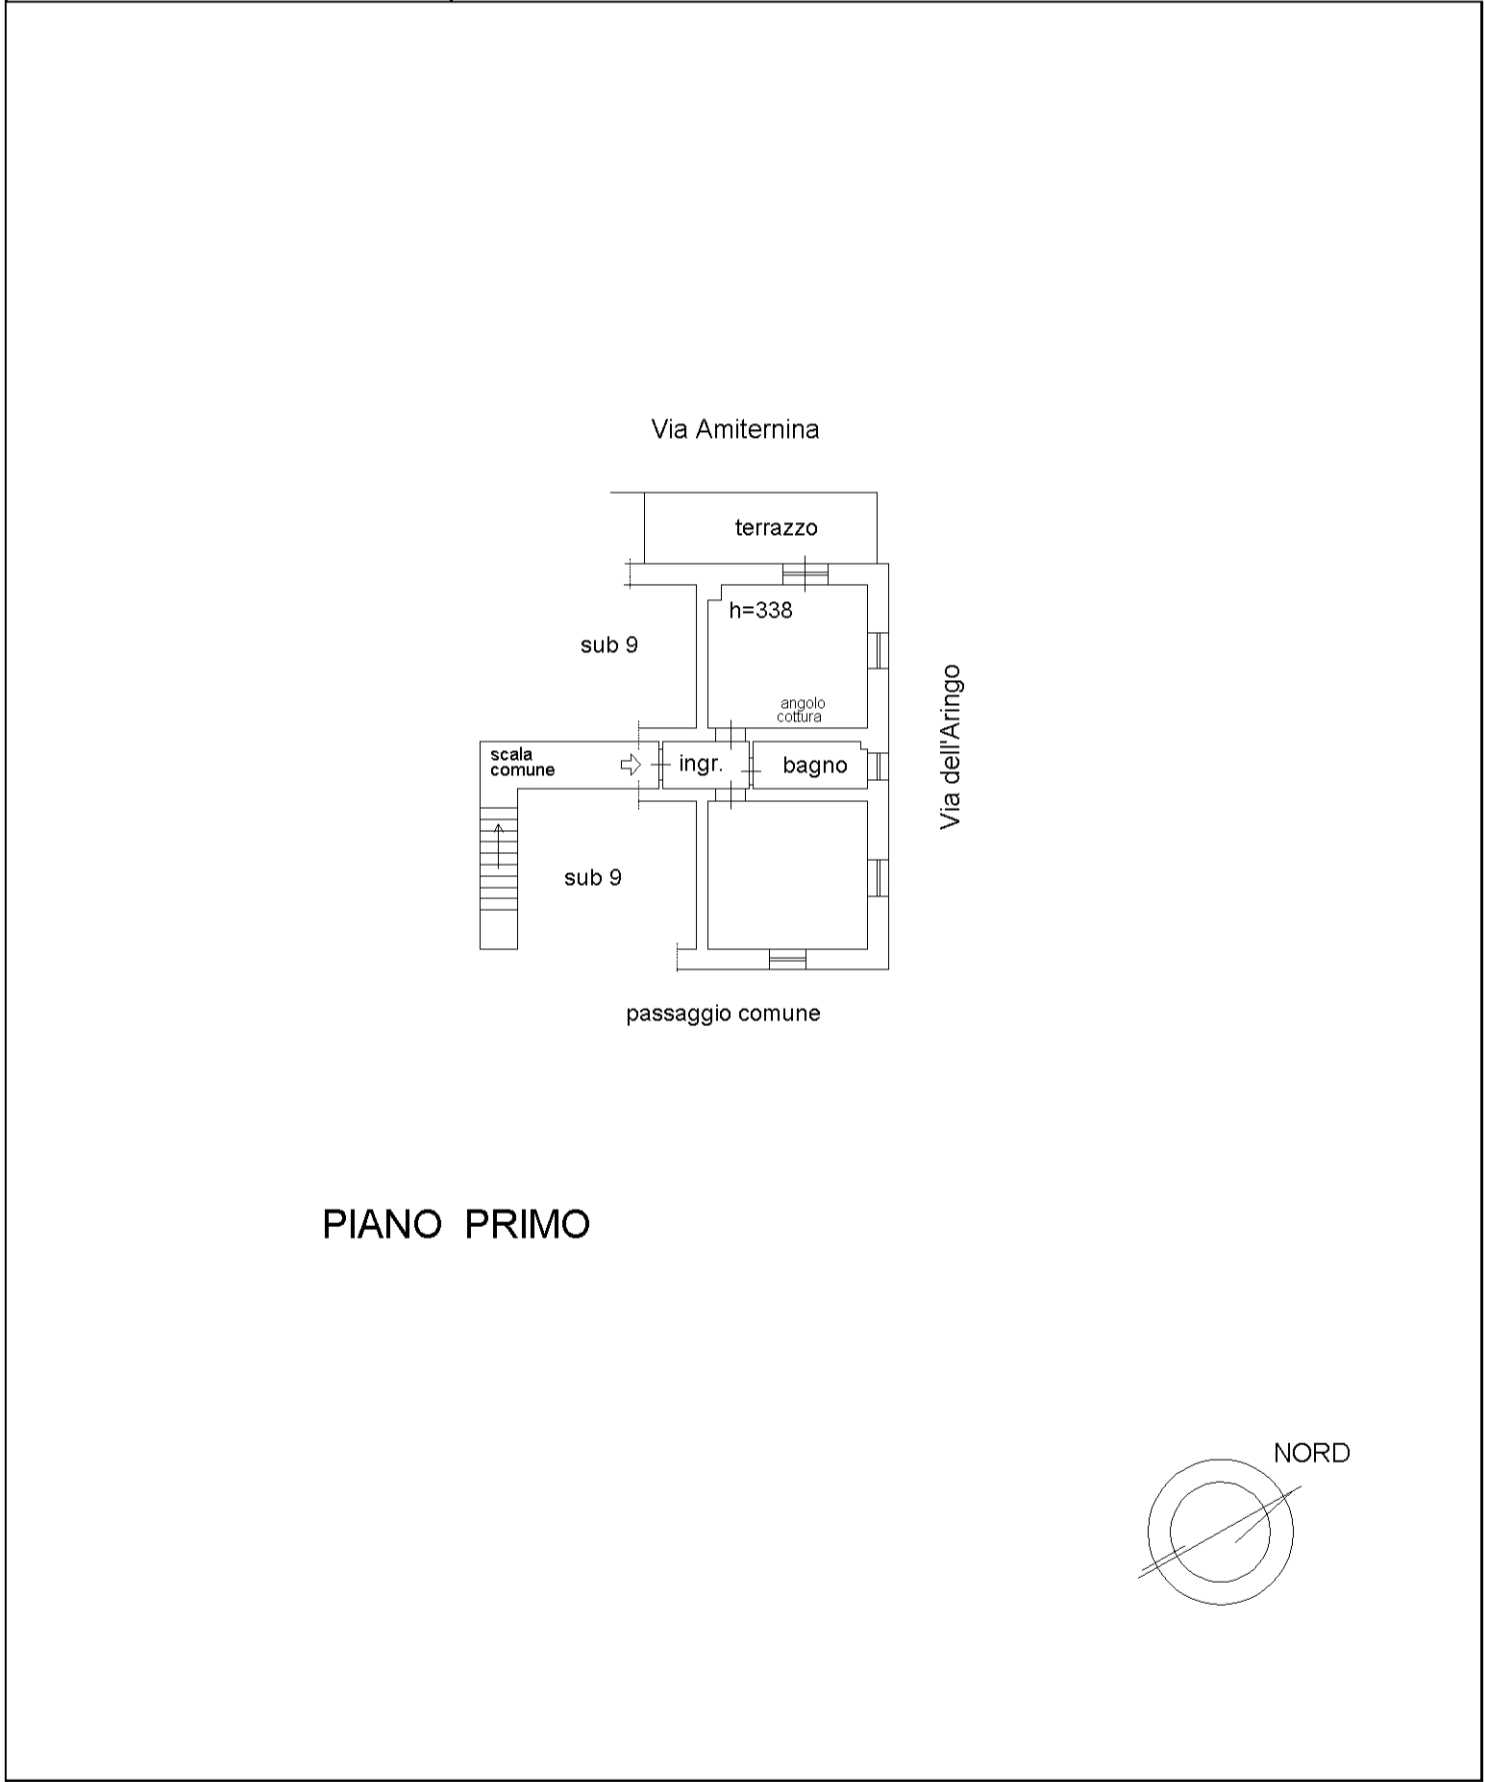 Via Amiternina
terrazzo
h=338
sub 9
angolo
cottura
Via dell'Aringo
scala
comune
ingr.
bagno
sub 9
passaggio comune
PIANO PRIMO
NORD